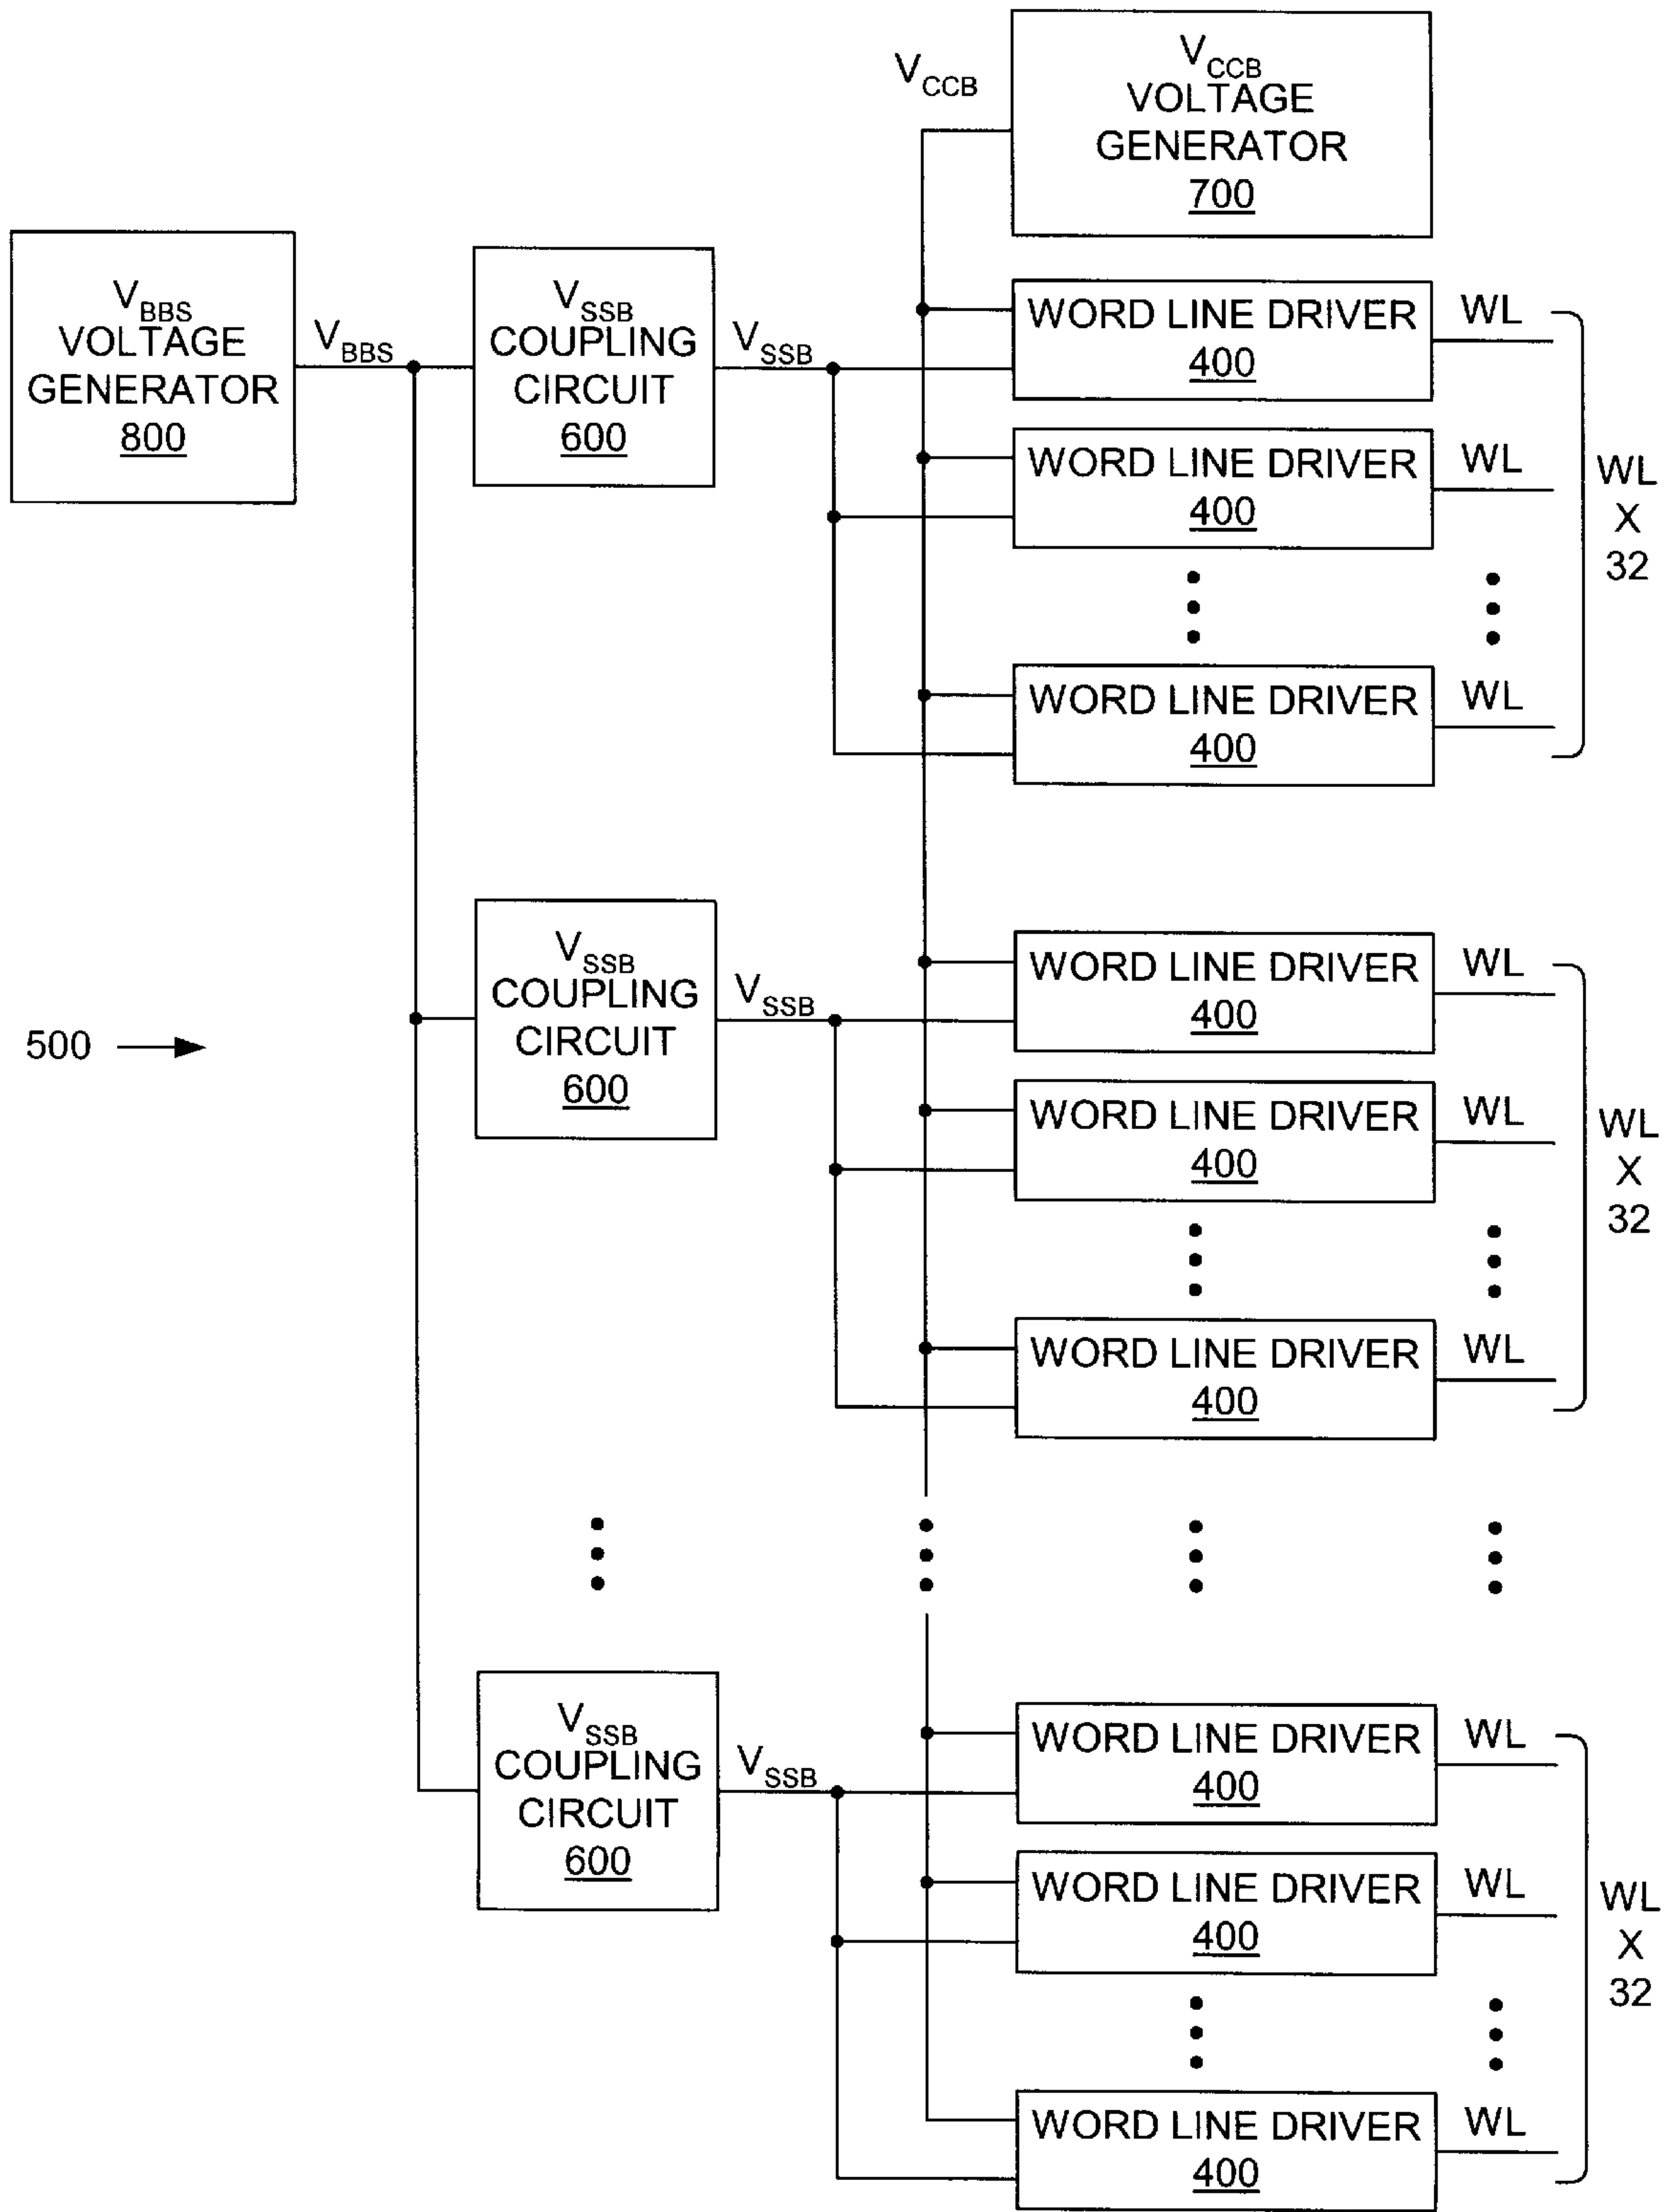 V_CCB
V_CCB
VOLTAGE
GENERATOR
700
V_BBS
VOLTAGE
GENERATOR
800
V_BBS
V_SSB
COUPLING
CIRCUIT
600
V_SSB
WORD LINE DRIVER
400
WL
WORD LINE DRIVER
400
WL
WORD LINE DRIVER
400
WL
WL
X
32
500
V_SSB
COUPLING
CIRCUIT
600
V_SSB
WORD LINE DRIVER
400
WL
WORD LINE DRIVER
400
WL
WORD LINE DRIVER
400
WL
WL
X
32
V_SSB
COUPLING
CIRCUIT
600
V_SSB
WORD LINE DRIVER
400
WL
WORD LINE DRIVER
400
WL
WORD LINE DRIVER
400
WL
WL
X
32